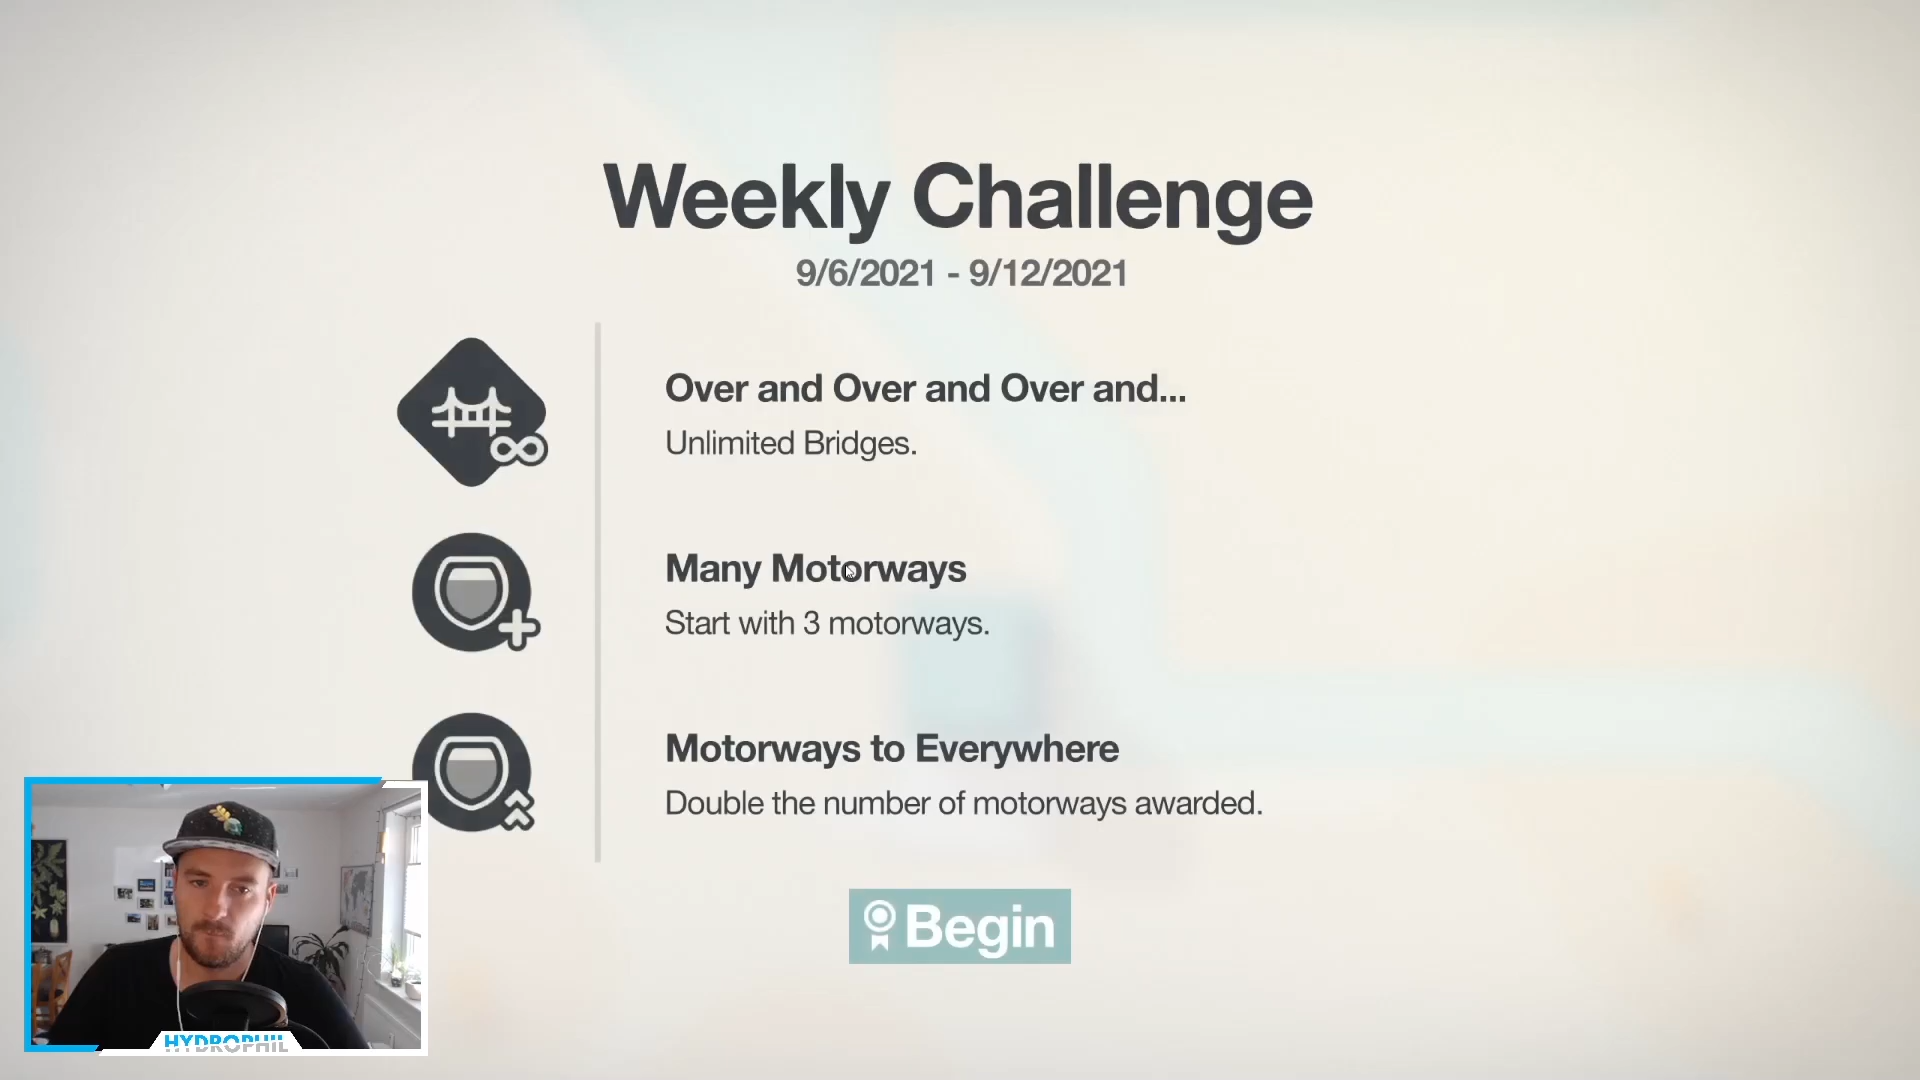 Weekly Challenge
9/6/2021 - 9/12/2021
Over and Over and Over and...
Unlimited Bridges.
Many Motorways
Start with 3 motorways.
Motorways to Everywhere
Double the number of motorways awarded.
Begin
HYDROPHIL